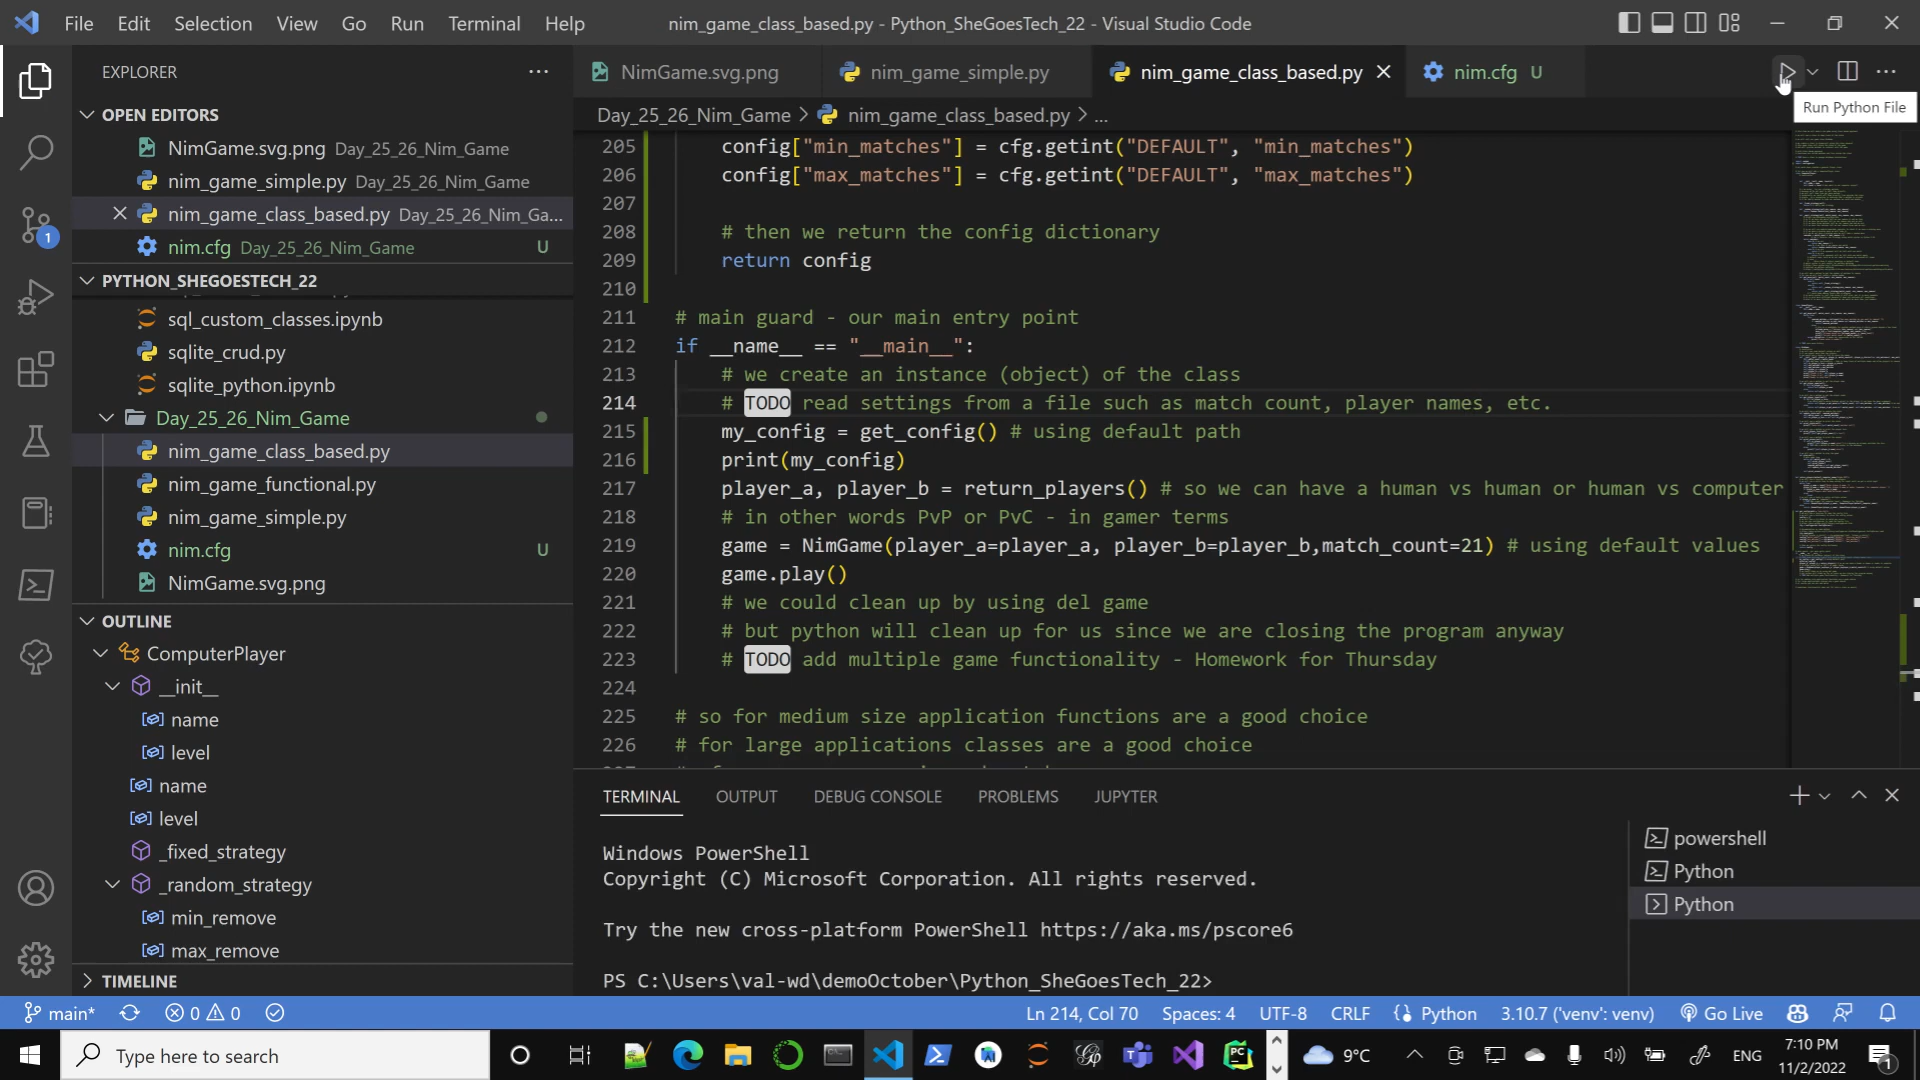 File Edit Selection View Go Run Terminal Help
nim_game_class_based.py - Python_SheGoesTech_22 - Visual Studio Code
EXPLORER
OPEN EDITORS
NimGame.svg.png Day_25_26_Nim_Game
nim_game_simple.py Day_25_26_Nim_Game
nim_game_class_based.py Day_25_26_Nim_Ga...
nim.cfg Day_25_26_Nim_Game U
PYTHON_SHEGOESTECH_22
sql_custom_classes.ipynb
sqlite_crud.py
sqlite_python.ipynb
Day_25_26_Nim_Game
nim_game_class_based.py
nim_game_functional.py
nim_game_simple.py
nim.cfg U
NimGame.svg.png
OUTLINE
ComputerPlayer
__init__
name
level
name
level
_fixed_strategy
_random_strategy
min_remove
max_remove
TIMELINE
1
NimGame.svg.png nim_game_simple.py nim_game_class_based.py nim.cfg U
Run Python File
Day_25_26_Nim_Game > nim_game_class_based.py > ...
205 config["min_matches"] = cfg.getint("DEFAULT", "min_matches")
206 config["max_matches"] = cfg.getint("DEFAULT", "max_matches")
207
208 # then we return the config dictionary
209 return config
210
211 # main guard - our main entry point
212 if __name__ == "__main__":
213 # we create an instance (object) of the class
214 # TODO read settings from a file such as match count, player names, etc.
215 my_config = get_config() # using default path
216 print(my_config)
217 player_a, player_b = return_players() # so we can have a human vs human or human vs computer
218 # in other words PvP or PvC - in gamer terms
219 game = NimGame(player_a=player_a, player_b=player_b,match_count=21) # using default values
220 game.play()
221 # we could clean up by using del game
222 # but python will clean up for us since we are closing the program anyway
223 # TODO add multiple game functionality - Homework for Thursday
224
225 # so for medium size application functions are a good choice
226 # for large applications classes are a good choice
TERMINAL OUTPUT DEBUG CONSOLE PROBLEMS JUPYTER
Windows PowerShell
Copyright (C) Microsoft Corporation. All rights reserved.
Try the new cross-platform PowerShell https://aka.ms/pscore6
PS C:\Users\val-wd\demoOctober\Python_SheGoesTech_22>
powershell
Python
Python
main* 0 0 Ln 214, Col 70 Spaces: 4 UTF-8 CRLF Python 3.10.7 ('venv': venv) Go Live
Type here to search
PC
9°C
ENG
7:10 PM
11/2/2022
1